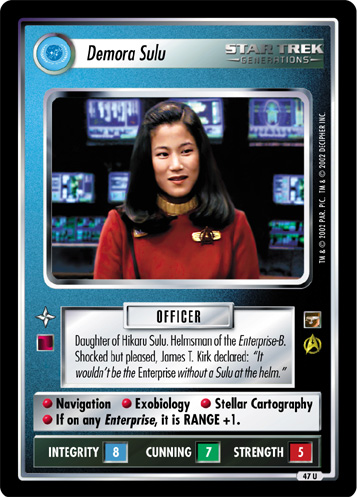 Demora Sulu
STAR TREK
GENERATIONS
TM & © 2002 PAR. PIC. TM & © 2002 DECIPHER INC.
OFFICER
Daughter of Hikaru Sulu. Helmsman of the Enterprise-B.
Shocked but pleased, James T. Kirk declared: "It
wouldn't be the Enterprise without a Sulu at the helm."
• Navigation • Exobiology • Stellar Cartography
• If on any Enterprise, it is RANGE +1.
INTEGRITY 8 CUNNING 7 STRENGTH 5
47 U